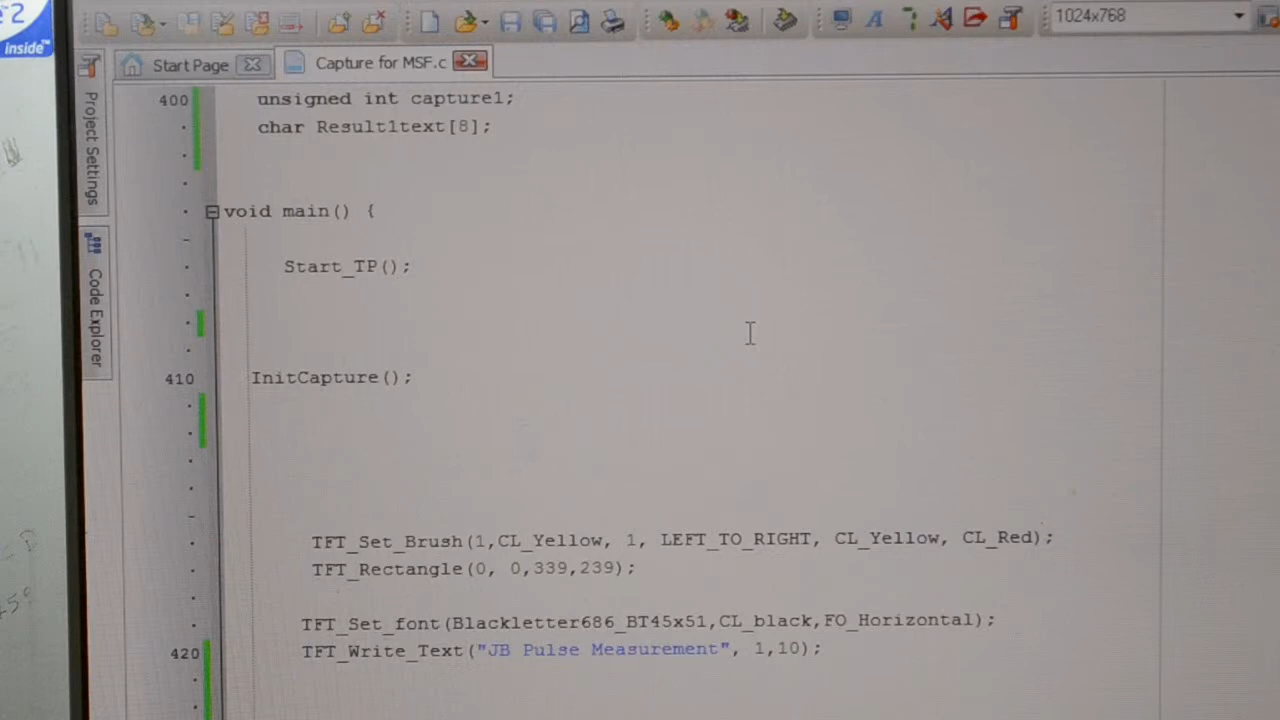 e 2
inside™
1024x768
Start Page
Capture for MSF.c
Project Settings
Code Explorer
400 unsigned int capture1;
char Result1text[8];
void main() {
Start_TP();
410 InitCapture();
TFT_Set_Brush(1,CL_Yellow, 1, LEFT_TO_RIGHT, CL_Yellow, CL_Red);
TFT_Rectangle(0, 0,339,239);
TFT_Set_font(Blackletter686_BT45x51,CL_black,FO_Horizontal);
420 TFT_Write_Text("JB Pulse Measurement", 1,10);